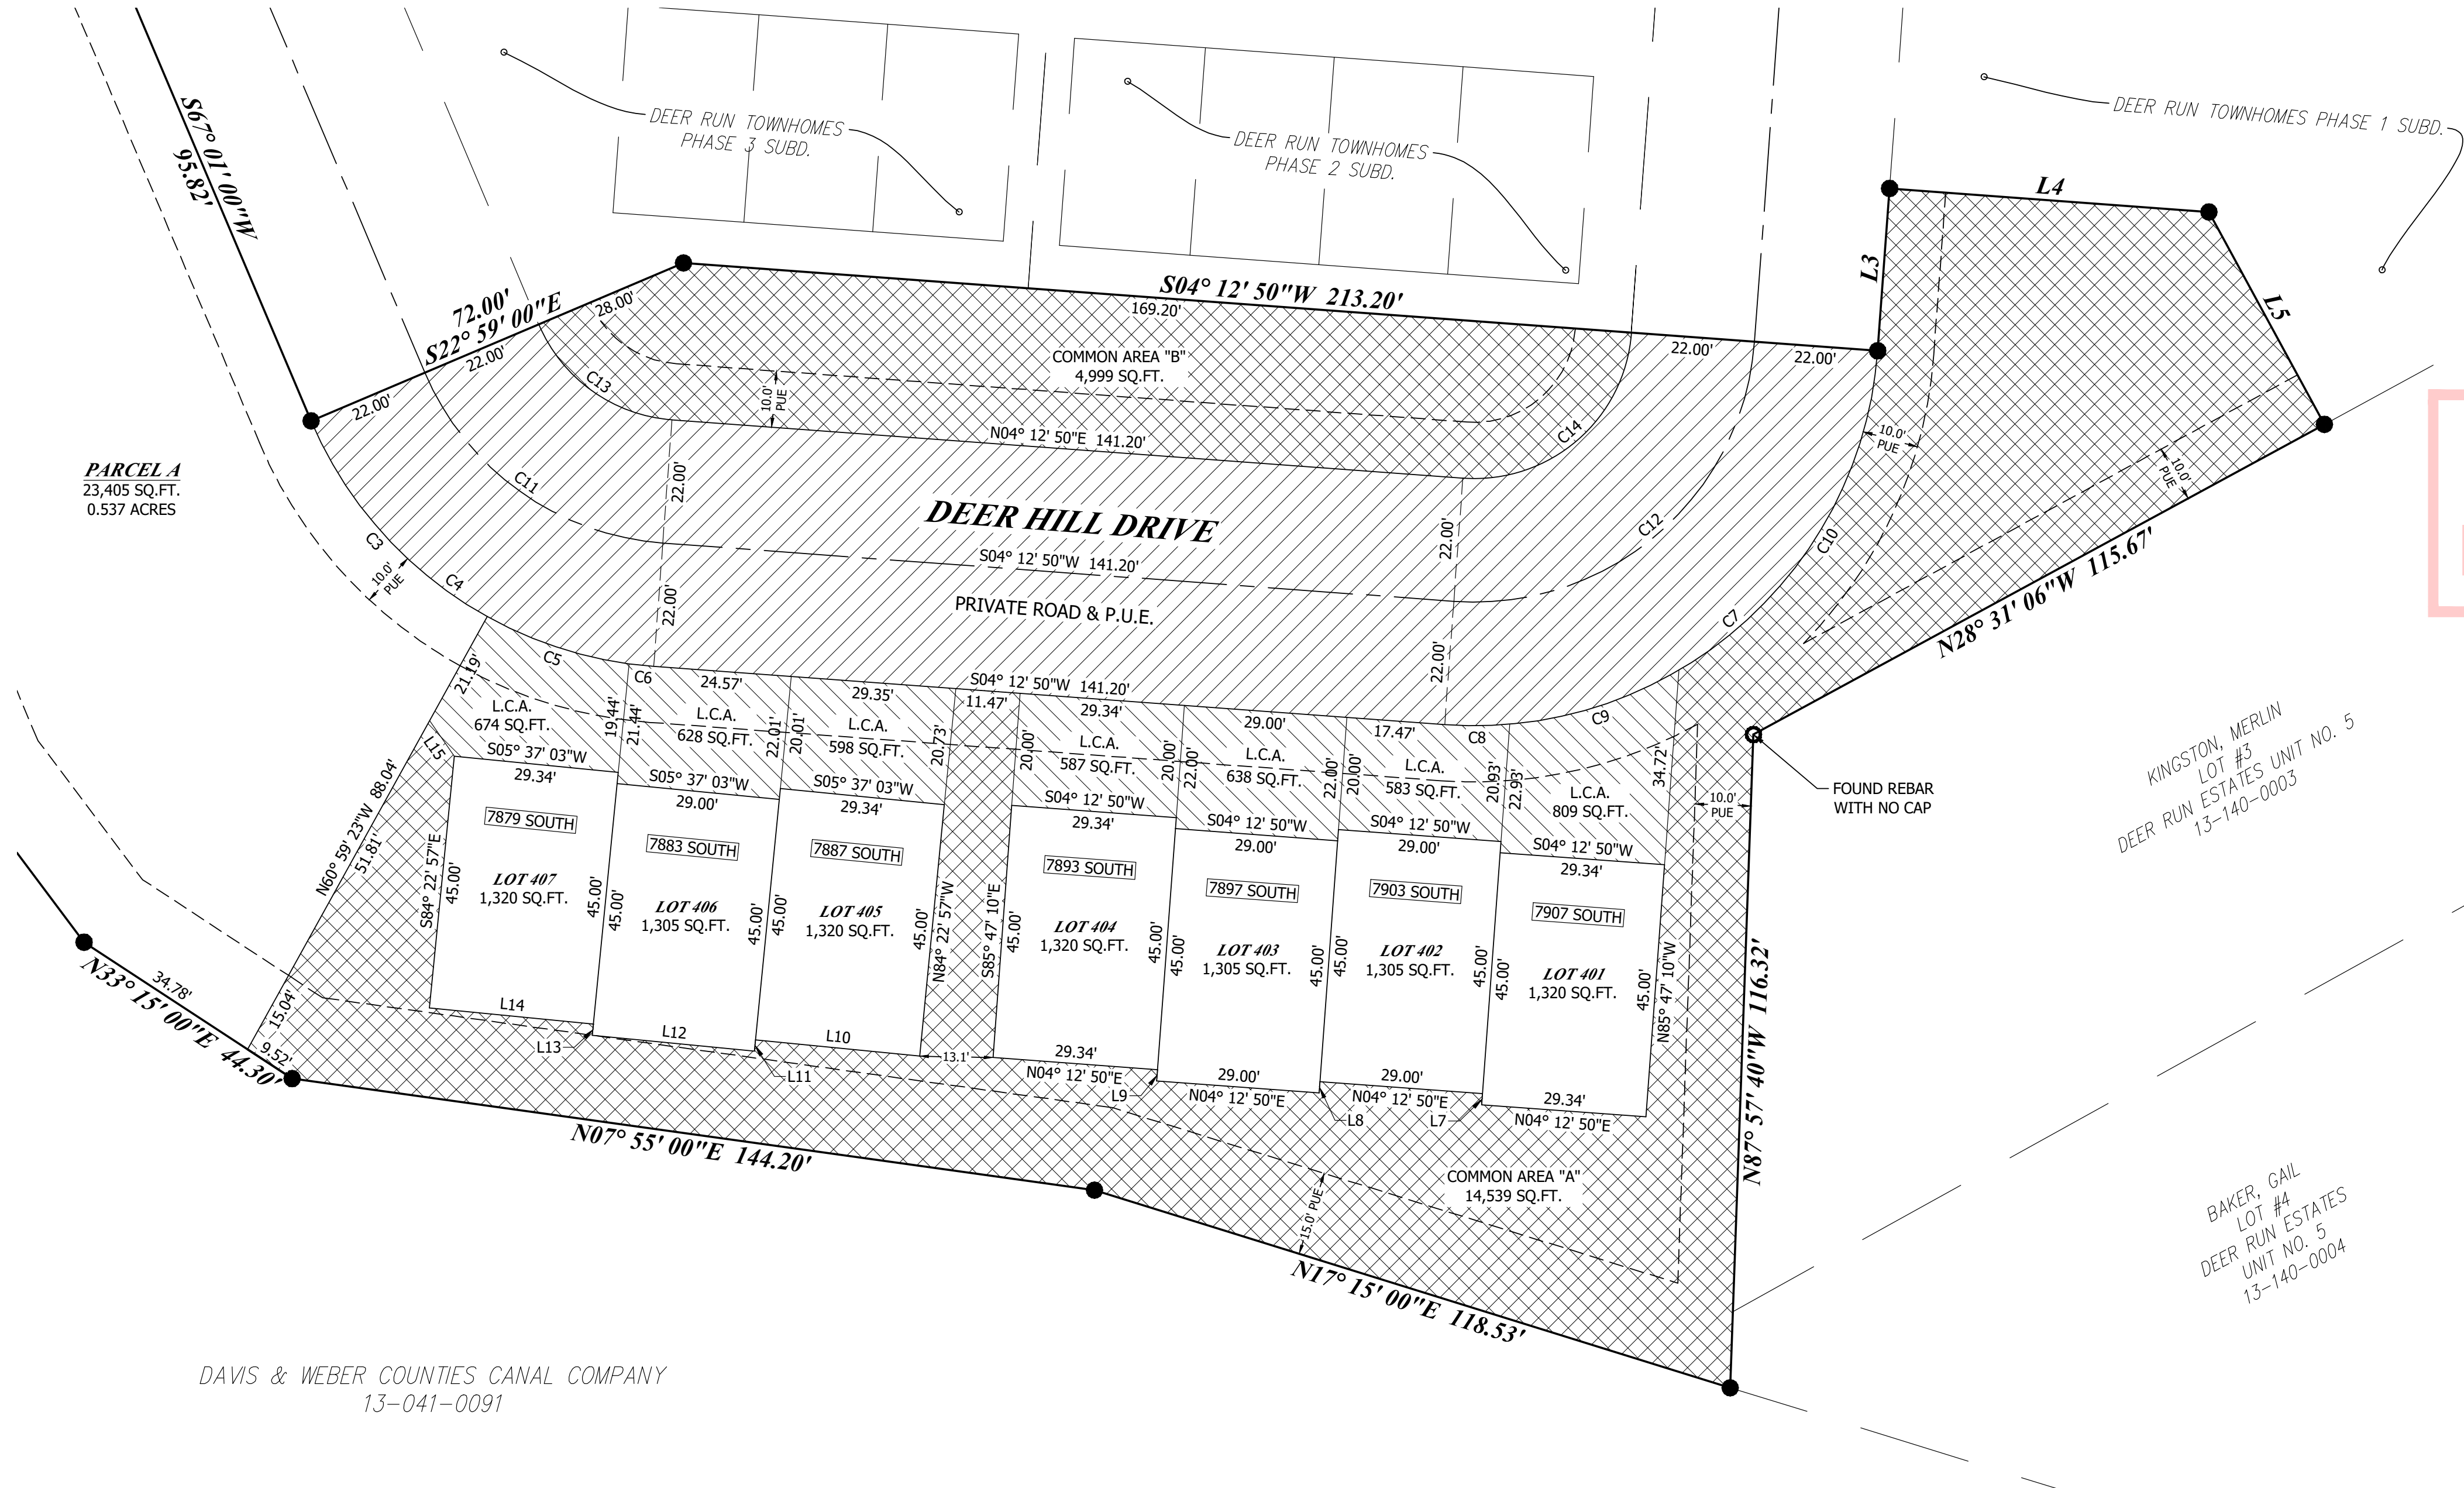 S67° 01' 00"W
95.82'
DEER RUN TOWNHOMES
PHASE 3 SUBD.
DEER RUN TOWNHOMES
PHASE 2 SUBD.
DEER RUN TOWNHOMES PHASE 1 SUBD.
L4
L3
L5
72.00'
S22° 59' 00"E
28.00'
22.00'
22.00'
S04° 12' 50"W 213.20'
169.20'
22.00'
22.00'
COMMON AREA "B"
4,999 SQ.FT.
C13
10.0'
PUE
N04° 12' 50"E 141.20'
C14
10.0'
PUE
10.0'
PUE
PARCEL A
23,405 SQ.FT.
0.537 ACRES
C11
22.00'
DEER HILL DRIVE
S04° 12' 50"W 141.20'
22.00'
C12
C10
C3
C4
10.0'
PUE
22.00'
PRIVATE ROAD & P.U.E.
22.00'
C7
N28° 31' 06"W 115.67'
C5
C6
24.57'
29.35'
S04° 12' 50"W 141.20'
11.47'
29.34'
29.00'
17.47'
C8
C9
21.19'
L.C.A.
674 SQ.FT.
19.44'
21.44'
L.C.A.
628 SQ.FT.
22.01'
20.01'
L.C.A.
598 SQ.FT.
20.73'
20.00'
L.C.A.
587 SQ.FT.
20.00'
22.00'
L.C.A.
638 SQ.FT.
22.00'
20.00'
L.C.A.
583 SQ.FT.
20.93'
22.93'
L.C.A.
809 SQ.FT.
34.72'
10.0'
PUE
FOUND REBAR
WITH NO CAP
KINGSTON, MERLIN
LOT #3
DEER RUN ESTATES UNIT NO. 5
13-140-0003
L15
S05° 37' 03"W
29.34'
S05° 37' 03"W
29.00'
S05° 37' 03"W
29.34'
S04° 12' 50"W
29.34'
S04° 12' 50"W
29.00'
S04° 12' 50"W
29.00'
S04° 12' 50"W
29.34'
N60° 59' 23"W 88.04'
51.81'
S84° 22' 57"E
45.00'
7879 SOUTH
LOT 407
1,320 SQ.FT.
45.00'
45.00'
7883 SOUTH
LOT 406
1,305 SQ.FT.
45.00'
45.00'
7887 SOUTH
LOT 405
1,320 SQ.FT.
45.00'
N84° 22' 57"W
S85° 47' 10"E
45.00'
7893 SOUTH
LOT 404
1,320 SQ.FT.
45.00'
45.00'
7897 SOUTH
LOT 403
1,305 SQ.FT.
45.00'
45.00'
7903 SOUTH
LOT 402
1,305 SQ.FT.
45.00'
45.00'
7907 SOUTH
LOT 401
1,320 SQ.FT.
45.00'
N85° 47' 10"W
N87° 57' 40"W 116.32'
N33° 15' 00"E 44.30'
34.78'
9.52'
15.04'
L14
L13
L12
L11
L10
13.1'
29.34'
N04° 12' 50"E
L9
29.00'
N04° 12' 50"E
L8
29.00'
N04° 12' 50"E
L7
29.34'
N04° 12' 50"E
N07° 55' 00"E 144.20'
15.0' PUE
COMMON AREA "A"
14,539 SQ.FT.
N17° 15' 00"E 118.53'
BAKER, GAIL
LOT #4
DEER RUN ESTATES
UNIT NO. 5
13-140-0004
DAVIS & WEBER COUNTIES CANAL COMPANY
13-041-0091